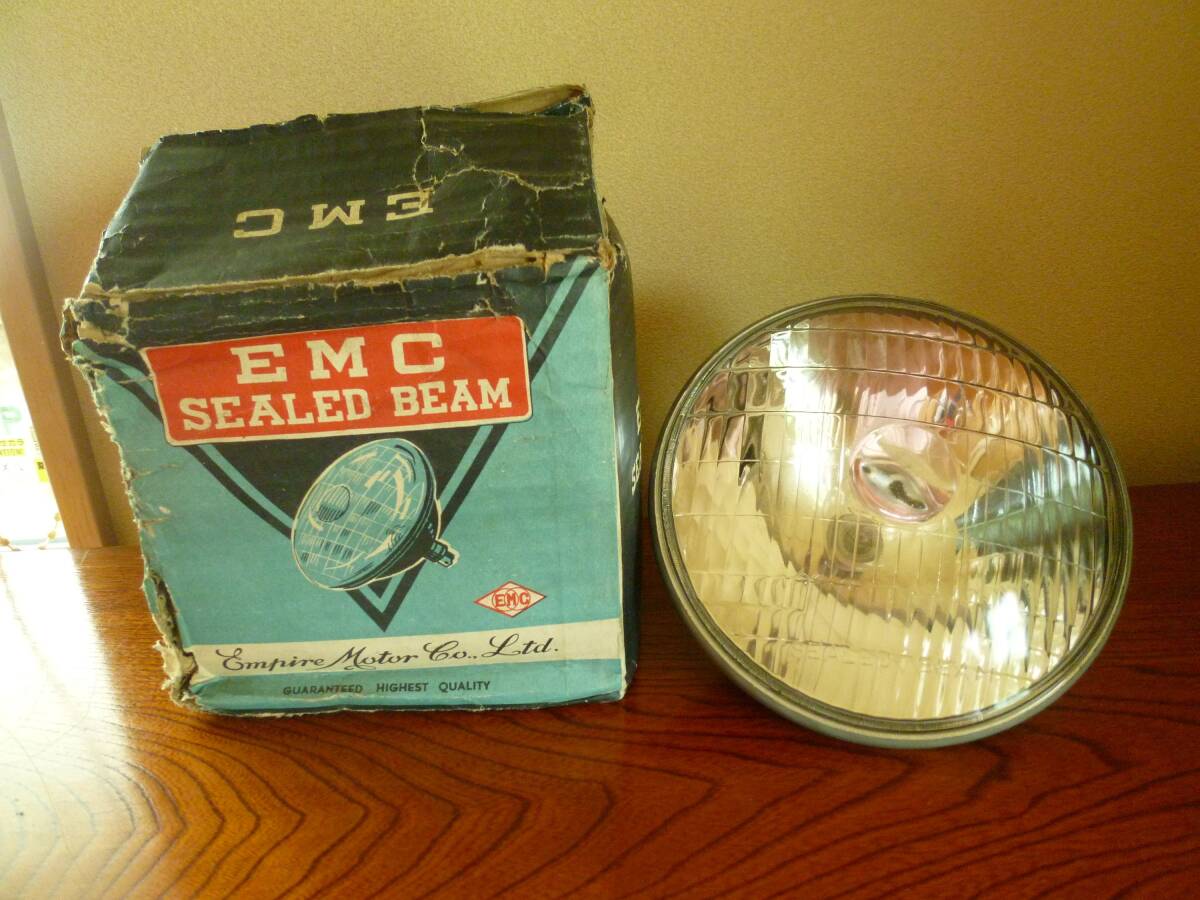 EMC
EMC
SEALED BEAM
EMC
Empire Motor Co., Ltd.
GUARANTEED HIGHEST QUALITY